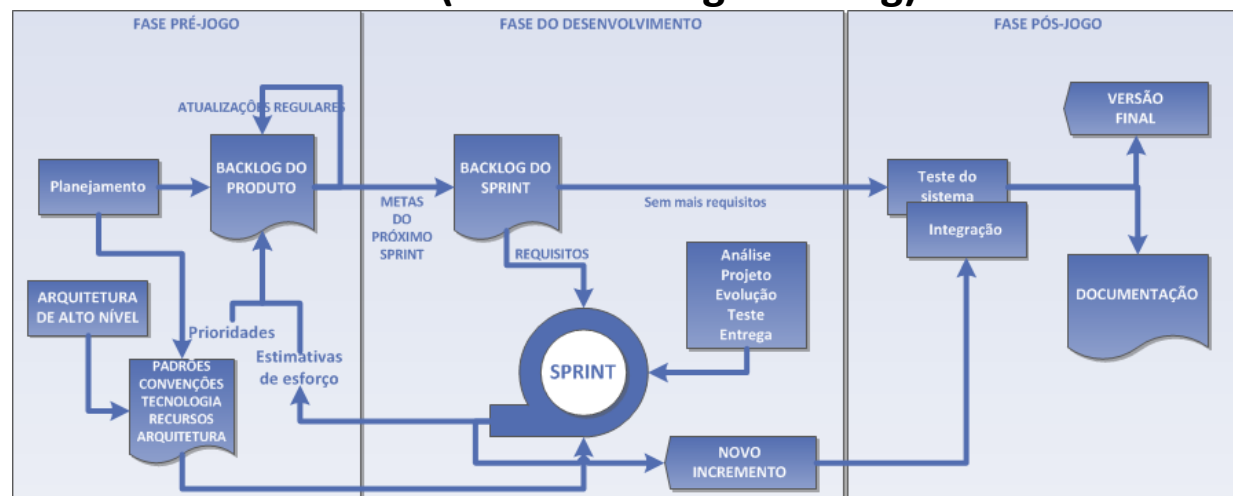 FASE PRÉ-JOGO
ATUALIZAÇÕES REGULARES
Planejamento
BACKLOG DO
PRODUTO
ARQUITETURA
DE ALTO NÍVEL
Prioridades
Estimativas
de esforço
PADRÕES
CONVENÇÕES
TECNOLOGIA
RECURSOS
ARQUITETURA
FASE DO DESENVOLVIMENTO
METAS
DO
PRÓXIMO
SPRINT
BACKLOG DO
SPRINT
Sem mais requisitos
REQUISITOS
Análise
Projeto
Evolução
Teste
Entrega
SPRINT
NOVO
INCREMENTO
FASE PÓS-JOGO
VERSÃO
FINAL
Teste do
sistema
Integração
DOCUMENTAÇÃO